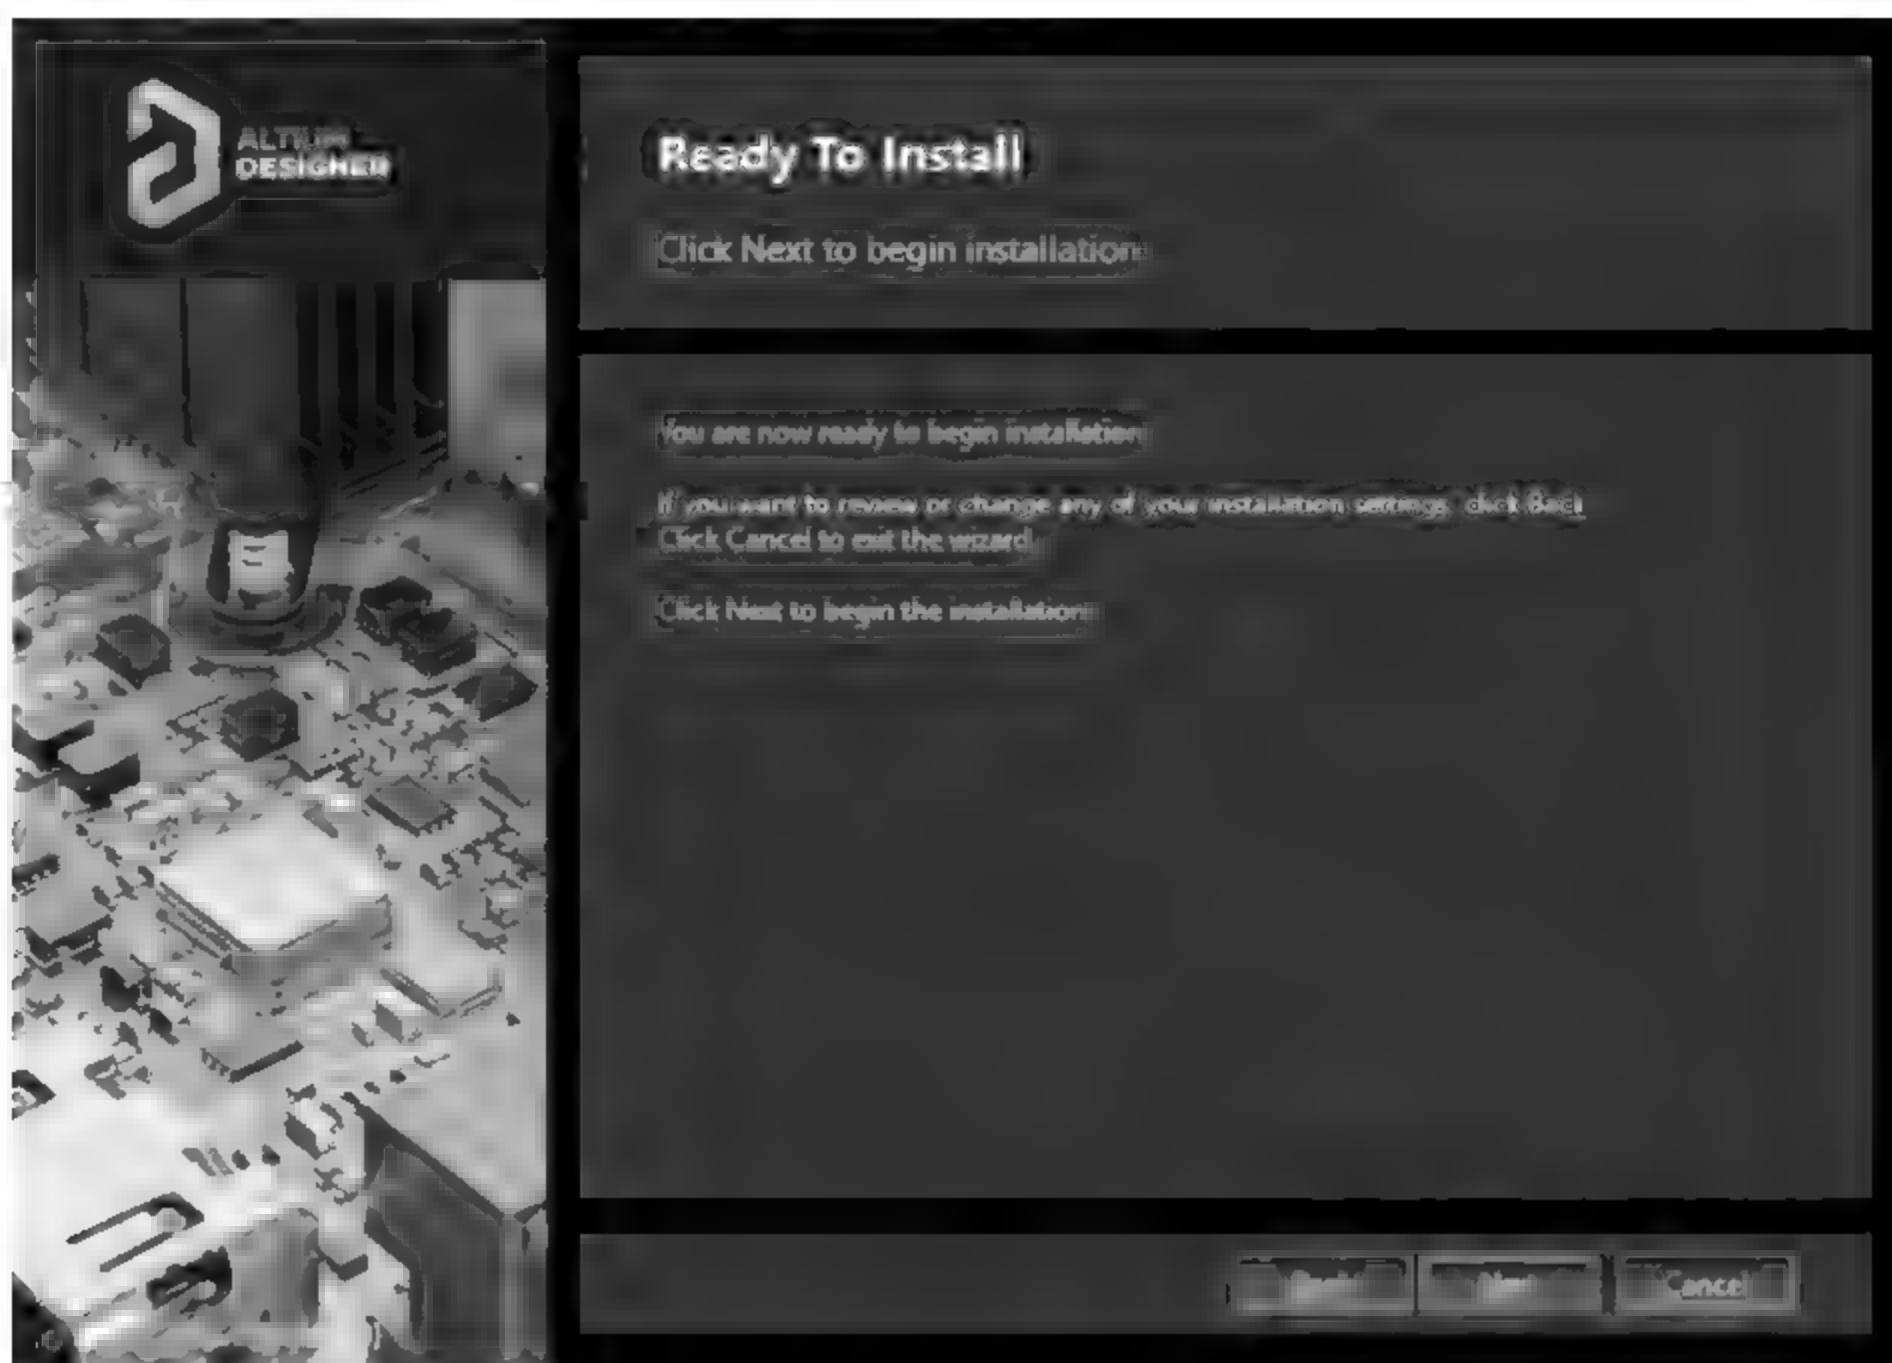 ALTIUM
DESIGNER
Ready To Install
Click Next to begin installation
You are now ready to begin installation
If you want to review or change any of your installation settings, click Back
Click Cancel to exit the wizard
Click Next to begin the installation
Cancel